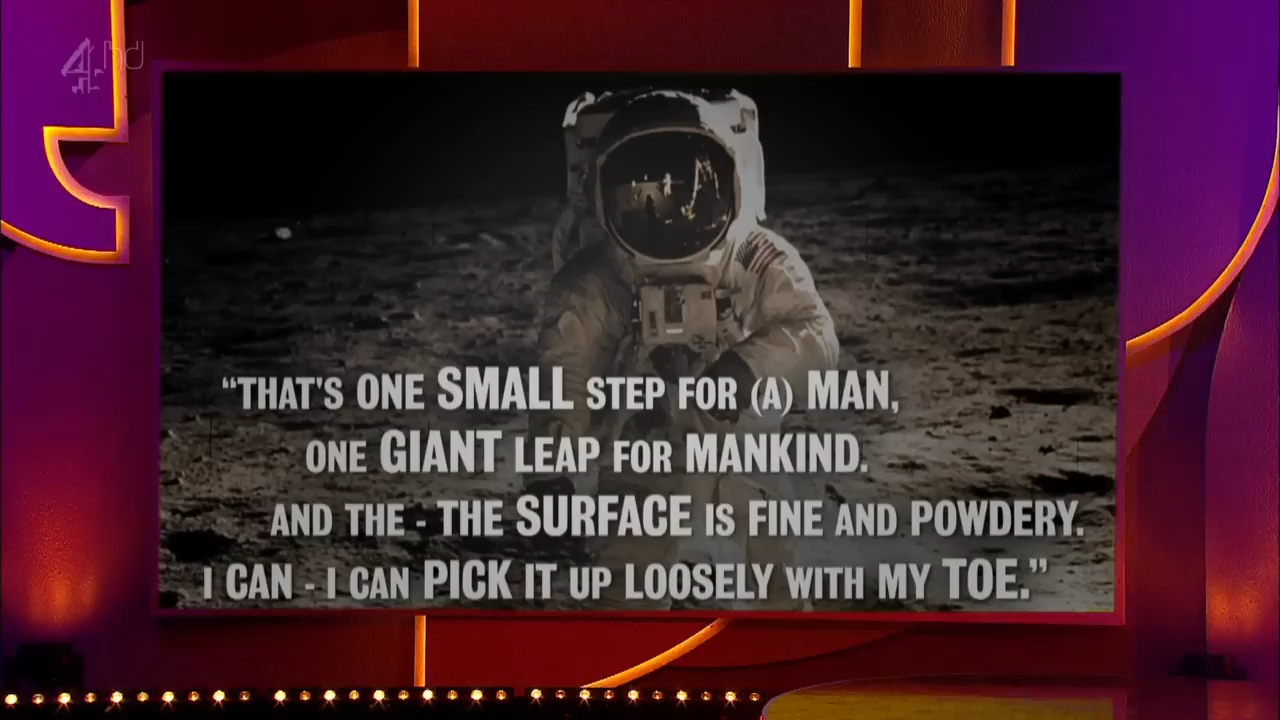 4hd
“THAT'S ONE SMALL STEP FOR (A) MAN,
ONE GIANT LEAP FOR MANKIND.
AND THE - THE SURFACE IS FINE AND POWDERY.
I CAN - I CAN PICK IT UP LOOSELY WITH MY TOE.”